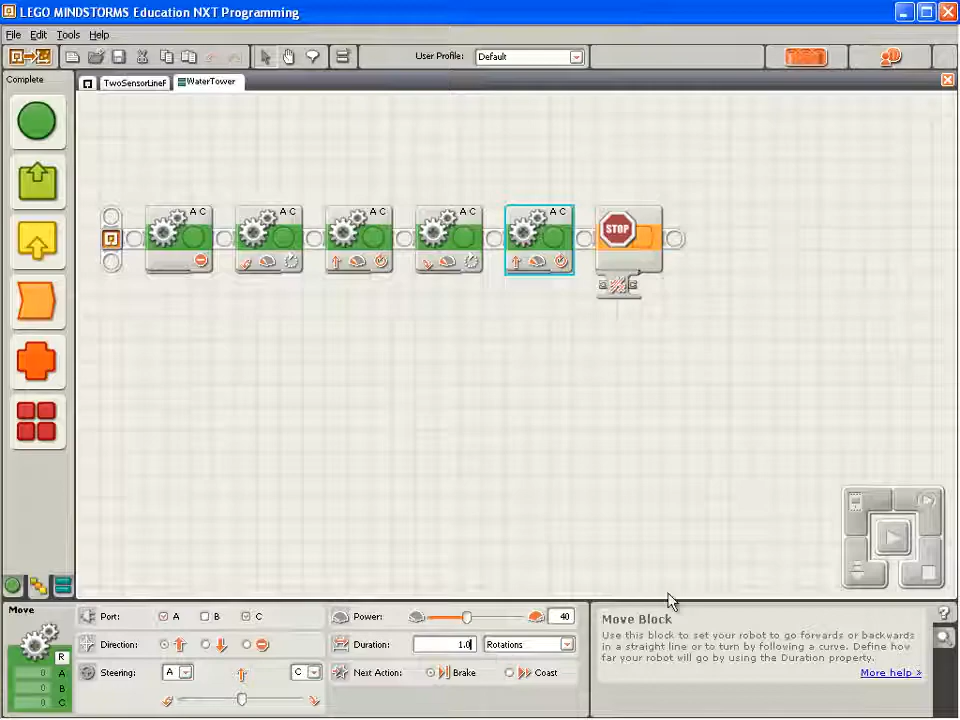 LEGO MINDSTORMS Education NXT Programming
File Edit Tools Help
User Profile: Default
Complete
TwoSensorLineF WaterTower
A C A C A C A C A C
STOP
Move
Port: A B C
Power: 40
Direction:
Duration: 1.0 Rotations
Steering: A C
Next Action: Brake Coast
R
0 A
0 B
0 C
Move Block
Use this block to set your robot to go forwards or backwards
in a straight line or to turn by following a curve. Define how
far your robot will go by using the Duration property.
More help »
?